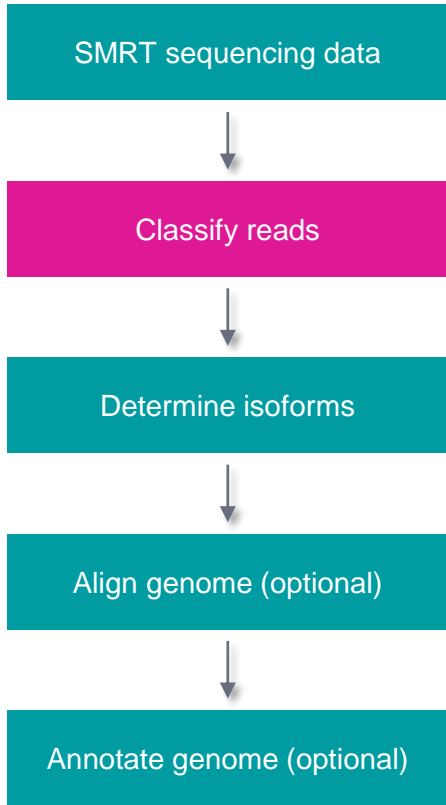 SMRT sequencing data
Classify reads
Determine isoforms
Align genome (optional)
Annotate genome (optional)